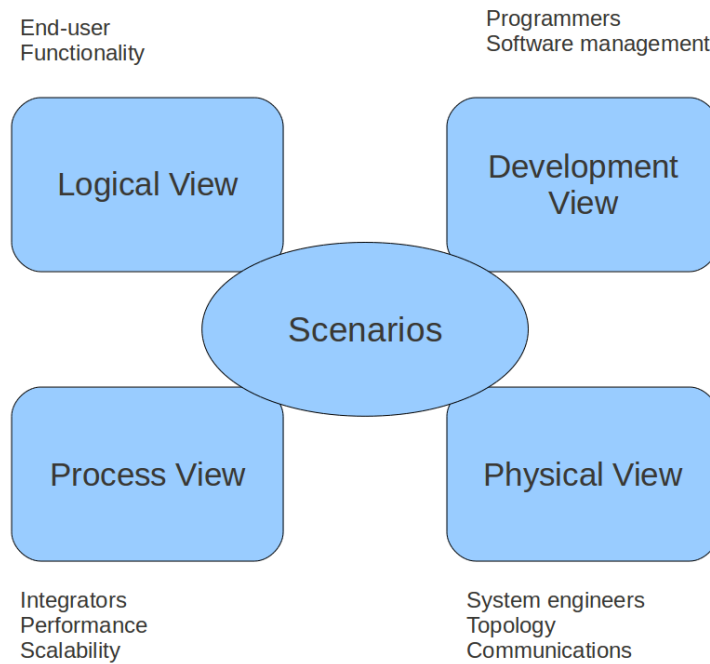 End-user
Functionality
Programmers
Software management
Logical View
Development
View
Scenarios
Process View
Physical View
Integrators
Performance
Scalability
System engineers
Topology
Communications